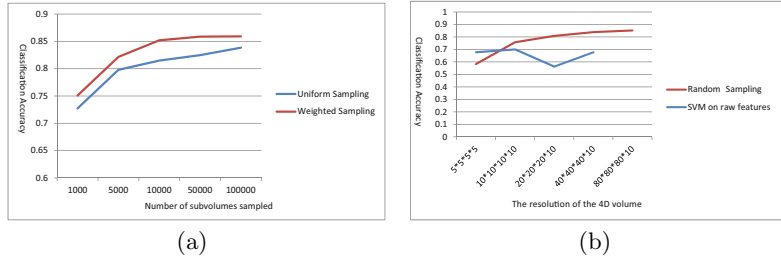 0.9
0.85
0.8
0.75
0.7
0.65
0.6
Classification Accuracy
1000 5000 10000 50000 100000
Number of subvolumes sampled
Uniform Sampling
Weighted Sampling
(a)
1
0.9
0.8
0.7
0.6
0.5
0.4
0.3
0.2
0.1
0
Classification Accuracy
5*5*5*5 10*10*10*10 20*20*20*10 40*40*40*10 80*80*80*10
The resolution of the 4D volume
Random Sampling
SVM on raw features
(b)